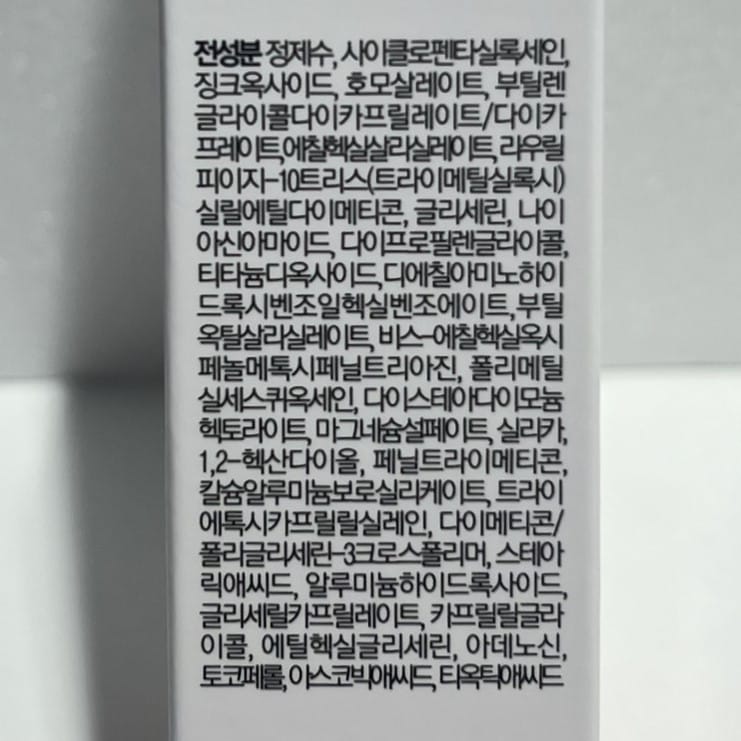 전성분 정제수, 사이클로펜타실록세인,
징크옥사이드, 호모살레이트, 부틸렌
글라이콜다이카프릴레이트/다이카
프레이트,에칠헥실살리실레이트, 라우릴
피이지-10트리스(트라이메틸실록시)
실릴에틸다이메티콘, 글리세린, 나이
아신아마이드, 다이프로필렌글라이콜,
티타늄디옥사이드,디에칠아미노하이
드록시벤조일헥실벤조에이트,부틸
옥틸살리실레이트, 비스-에칠헥실옥시
페놀메톡시페닐트리아진, 폴리메틸
실세스퀴옥세인, 다이스테아다이모늄
헥토라이트, 마그네슘설페이트, 실리카,
1,2-헥산다이올, 페닐트라이메티콘,
칼슘알루미늄보로실리케이트, 트라이
에톡시카프릴릴실레인, 다이메티콘/
폴리글리세린-3크로스폴리머, 스테아
릭애씨드, 알루미늄하이드록사이드,
글리세릴카프릴레이트, 카프릴릴글라
이콜, 에틸헥실글리세린, 아데노신,
토코페롤, 아스코빅애씨드, 티옥틱애씨드